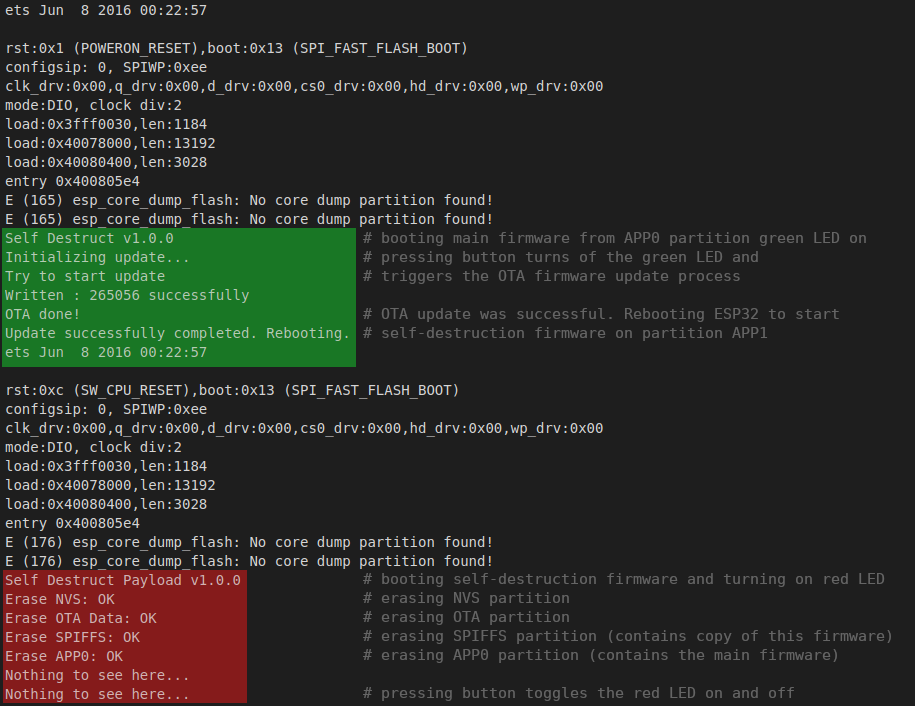 ets Jun  8 2016 00:22:57
rst:0x1 (POWERON_RESET),boot:0x13 (SPI_FAST_FLASH_BOOT)
configsip: 0, SPIWP:0xee
clk_drv:0x00,q_drv:0x00,d_drv:0x00,cs0_drv:0x00,hd_drv:0x00,wp_drv:0x00
mode:DIO, clock div:2
load:0x3fff0030,len:1184
load:0x40078000,len:13192
load:0x40080400,len:3028
entry 0x400805e4
E (165) esp_core_dump_flash: No core dump partition found!
E (165) esp_core_dump_flash: No core dump partition found!
Self Destruct v1.0.0 # booting main firmware from APP0 partition green LED on
Initializing update... # pressing button turns of the green LED and
Try to start update # triggers the OTA firmware update process
Written : 265056 successfully
OTA done! # OTA update was successful. Rebooting ESP32 to start
Update successfully completed. Rebooting. # self-destruction firmware on partition APP1
ets Jun  8 2016 00:22:57
rst:0xc (SW_CPU_RESET),boot:0x13 (SPI_FAST_FLASH_BOOT)
configsip: 0, SPIWP:0xee
clk_drv:0x00,q_drv:0x00,d_drv:0x00,cs0_drv:0x00,hd_drv:0x00,wp_drv:0x00
mode:DIO, clock div:2
load:0x3fff0030,len:1184
load:0x40078000,len:13192
load:0x40080400,len:3028
entry 0x400805e4
E (176) esp_core_dump_flash: No core dump partition found!
E (176) esp_core_dump_flash: No core dump partition found!
Self Destruct Payload v1.0.0 # booting self-destruction firmware and turning on red LED
Erase NVS: OK # erasing NVS partition
Erase OTA Data: OK # erasing OTA partition
Erase SPIFFS: OK # erasing SPIFFS partition (contains copy of this firmware)
Erase APP0: OK # erasing APP0 partition (contains the main firmware)
Nothing to see here...
Nothing to see here... # pressing button toggles the red LED on and off